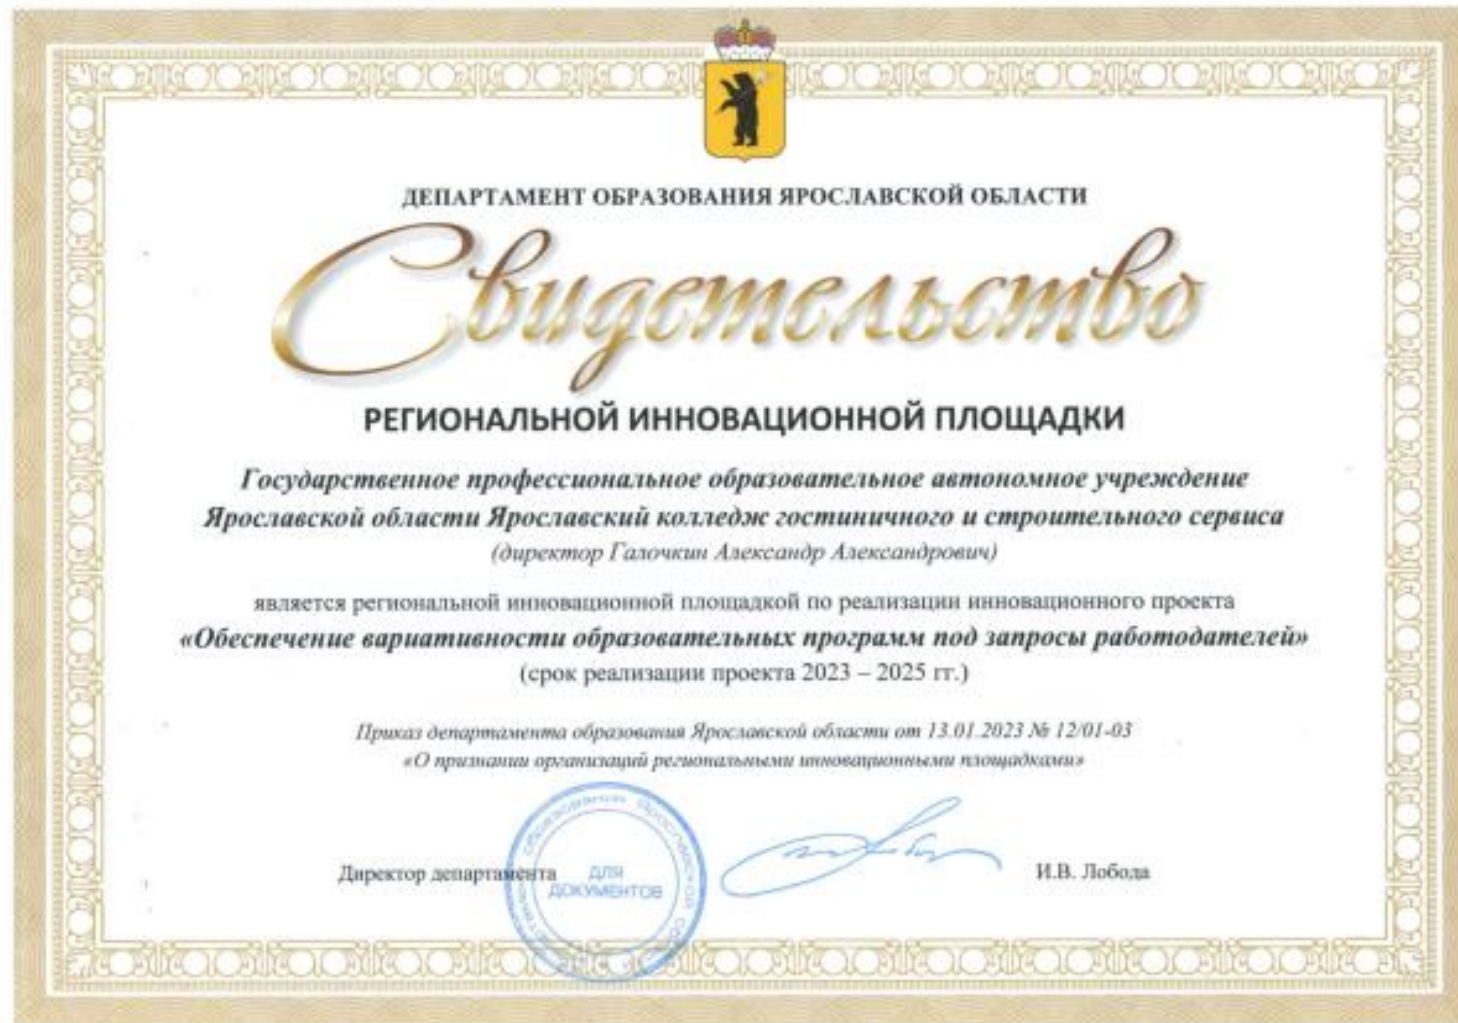 ДЕПАРТАМЕНТ ОБРАЗОВАНИЯ ЯРОСЛАВСКОЙ ОБЛАСТИ
Свидетельство
РЕГИОНАЛЬНОЙ ИННОВАЦИОННОЙ ПЛОЩАДКИ
Государственное профессиональное образовательное автономное учреждение
Ярославской области Ярославский колледж гостиничного и строительного сервиса
(директор Галочкин Александр Александрович)
является региональной инновационной площадкой по реализации инновационного проекта
«Обеспечение вариативности образовательных программ под запросы работодателей»
(срок реализации проекта 2023 – 2025 гг.)
Приказ департамента образования Ярославской области от 13.01.2023 № 12/01-03
«О признании организаций региональными инновационными площадками»
Директор департамента
образования Ярославской
ДЛЯ
ДОКУМЕНТОВ
И.В. Лобода